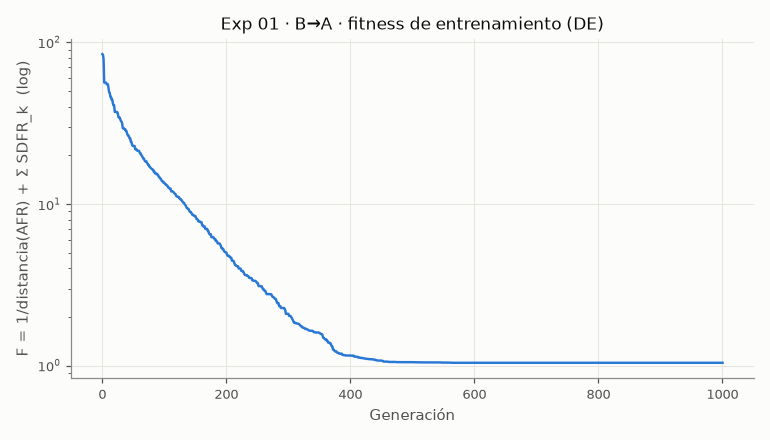 Exp 01 · B→A · fitness de entrenamiento (DE)
F = 1/distancia(AFR) + Σ SDFR_k  (log)
10²
10¹
10⁰
0 200 400 600 800 1000
Generación